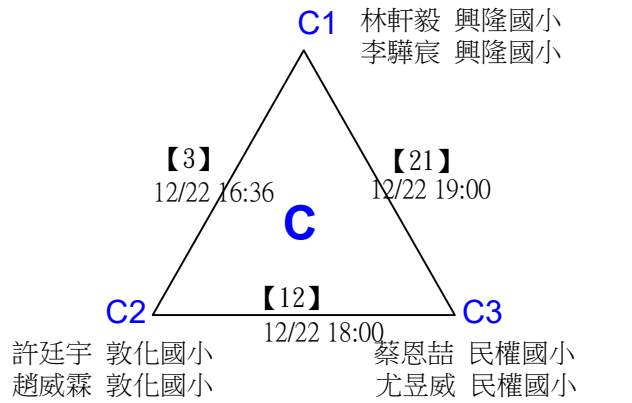 C1 林軒毅 興隆國小
李驊宸 興隆國小
【3】
12/22 16:36
【21】
12/22 19:00
C
C2
【12】
C3
12/22 18:00
許廷宇 敦化國小
趙威霖 敦化國小
蔡恩喆 民權國小
尤昱威 民權國小